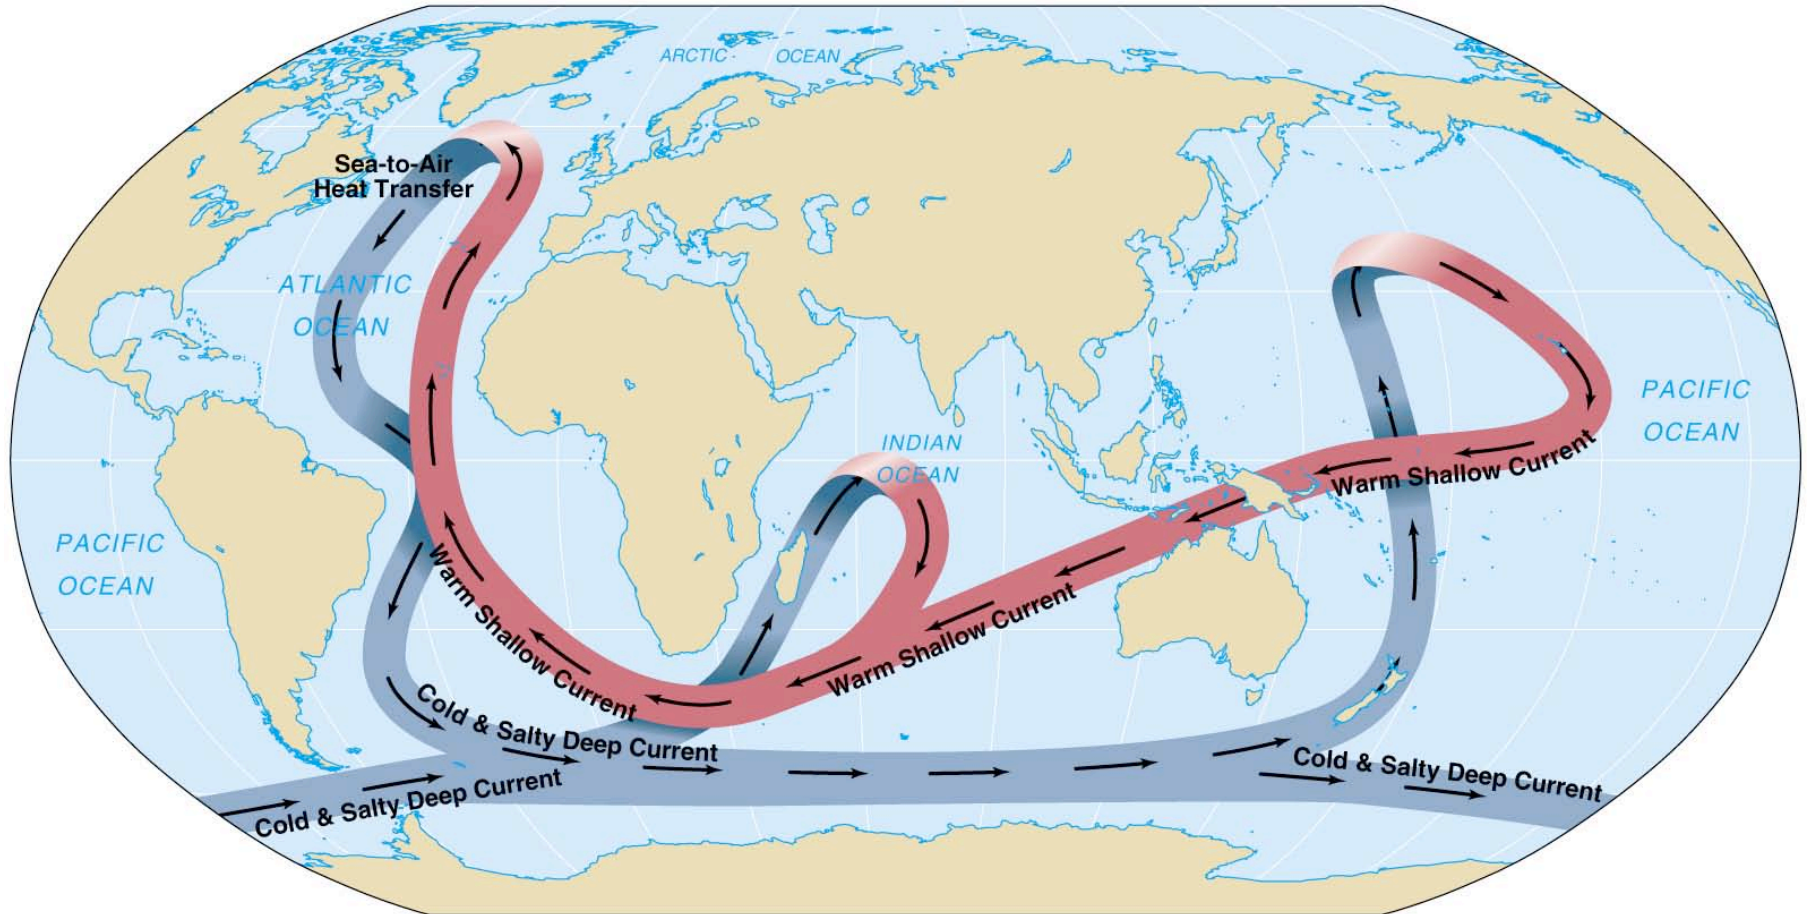 ARCTIC OCEAN
Sea-to-Air
Heat Transfer
ATLANTIC
OCEAN
PACIFIC
OCEAN
INDIAN
OCEAN
Warm Shallow Current
PACIFIC
OCEAN
Warm Shallow Current
Warm Shallow Current
Cold & Salty Deep Current
Cold & Salty Deep Current
Cold & Salty Deep Current